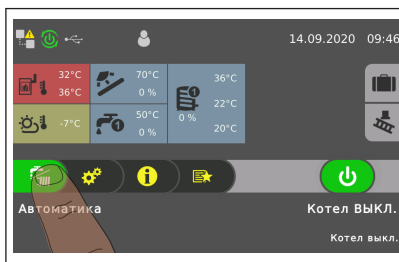 14.09.2020 09:46
32°C
36°C
70°C
0 %
36°C
22°C
20°C
0 %
-7°C
50°C
0 %
1
Автоматика
Котел ВЫКЛ.
Котел выкл.